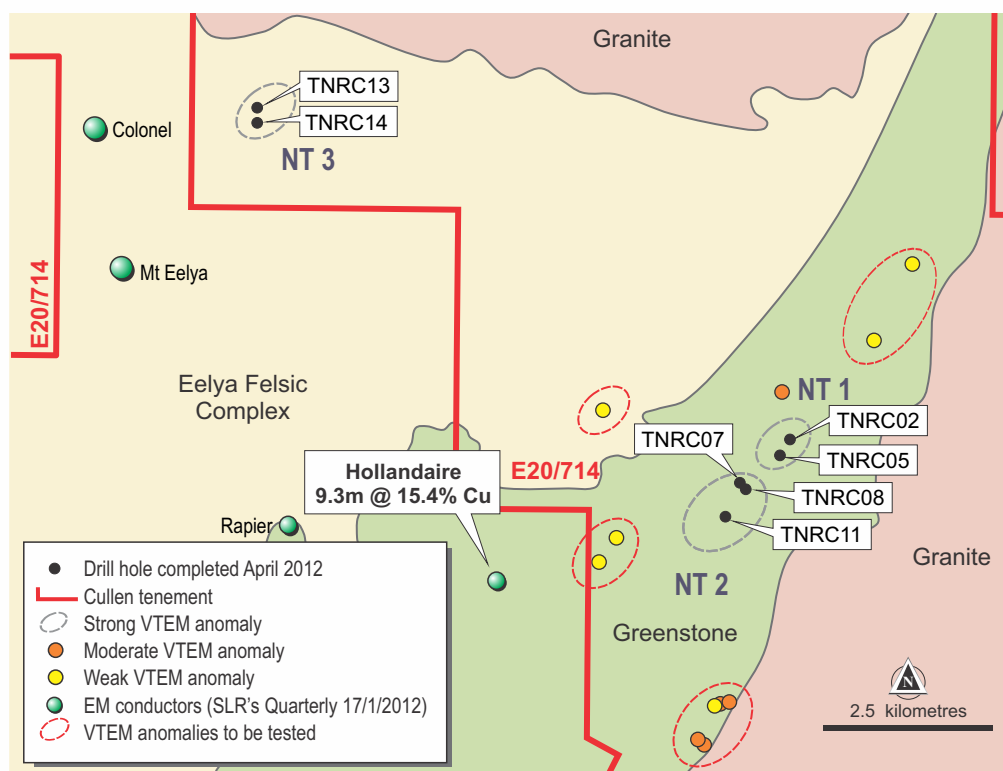 Granite
TNRC13
TNRC14
NT 3
Colonel
Mt Eelya
E20/714
Eelya Felsic
Complex
NT 1
TNRC07
TNRC02
TNRC05
TNRC08
TNRC11
E20/714
Hollandaire
9.3m @ 15.4% Cu
Rapier
NT 2
Granite
Greenstone
Drill hole completed April 2012
Cullen tenement
Strong VTEM anomaly
Moderate VTEM anomaly
Weak VTEM anomaly
EM conductors (SLR's Quarterly 17/1/2012)
VTEM anomalies to be tested
N
2.5 kilometres